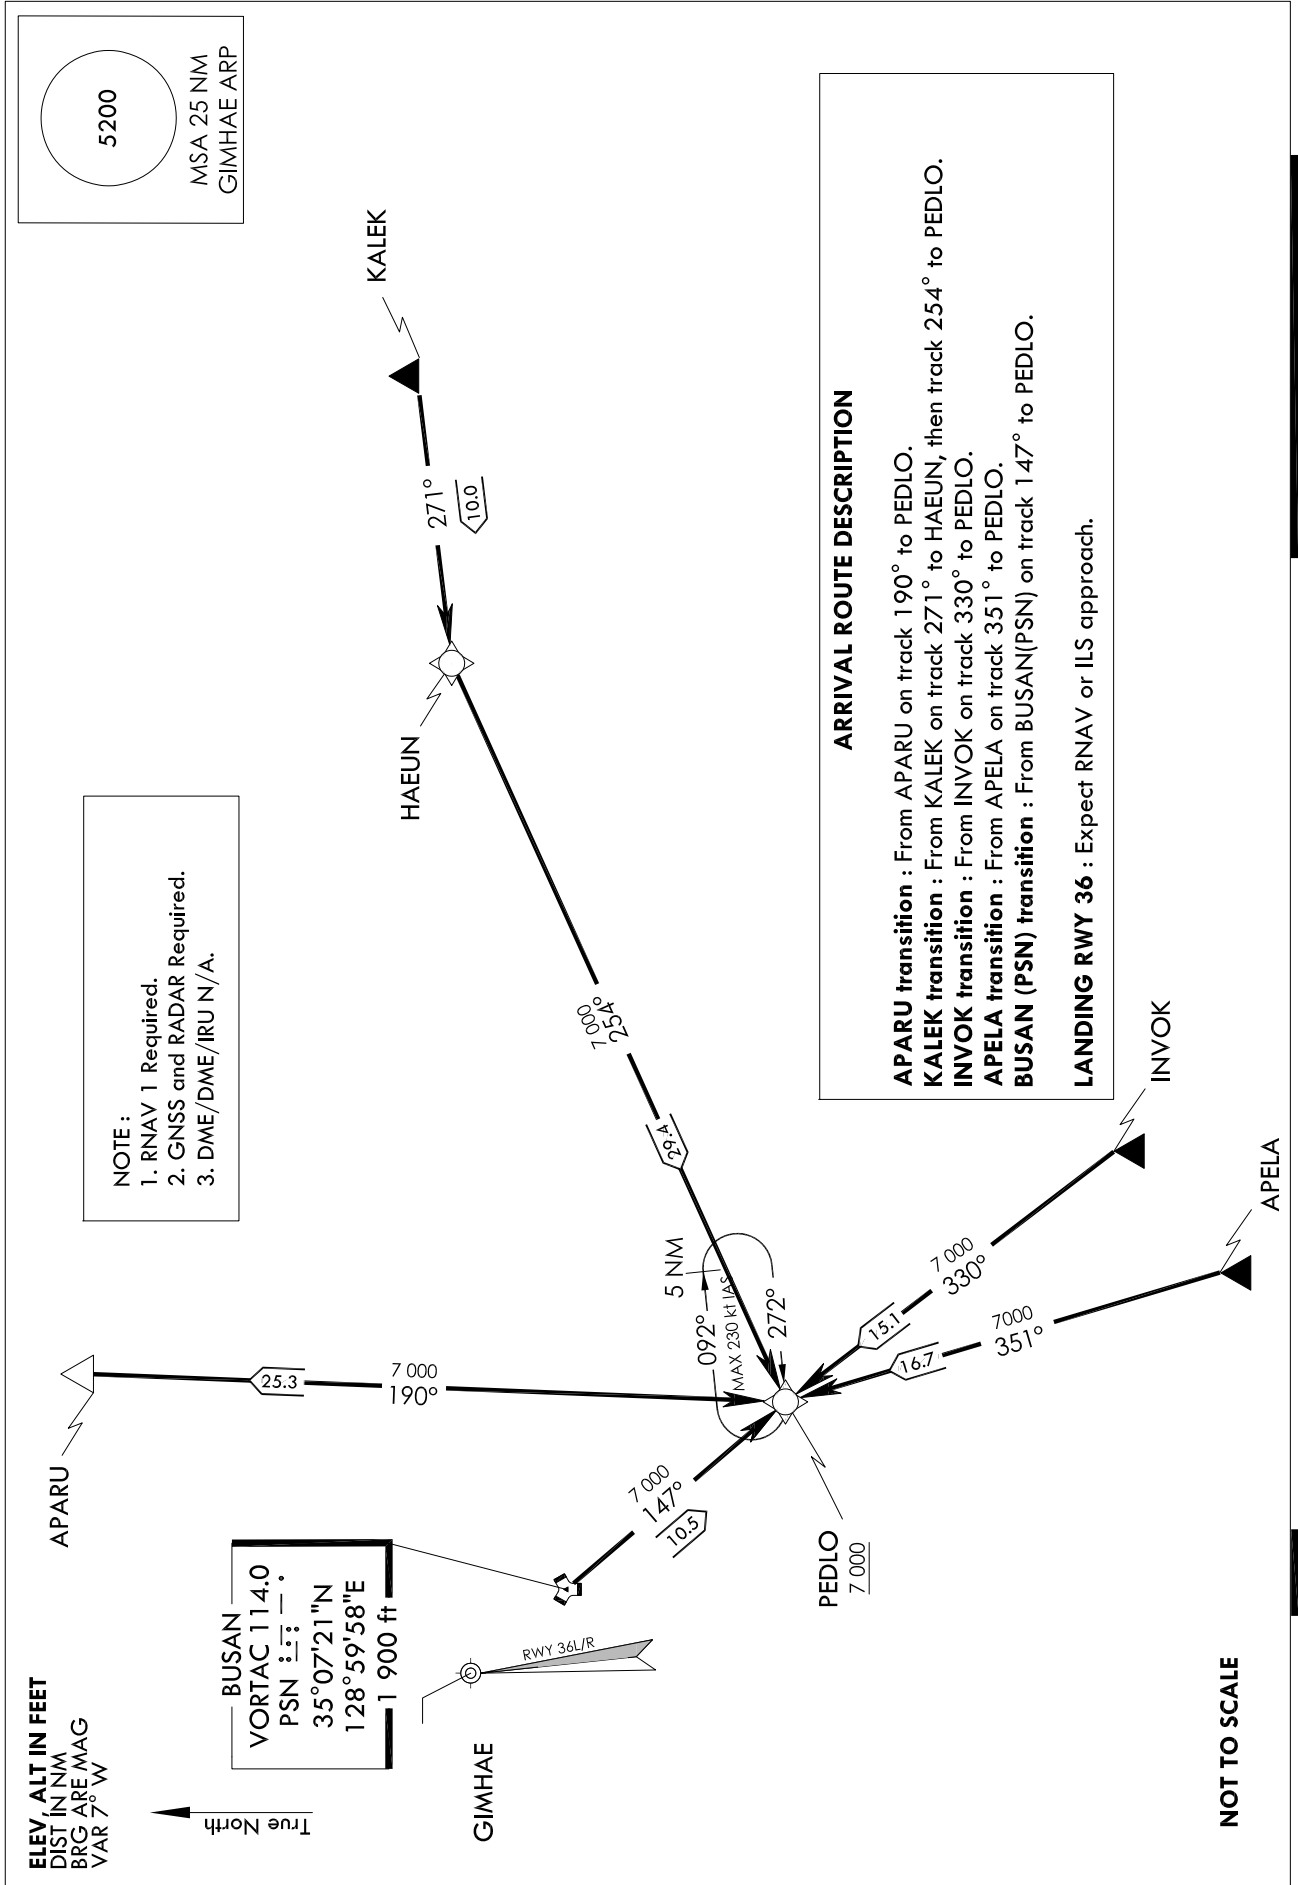 ELEV, ALT IN FEET
DIST IN NM
BRG ARE MAG
VAR 7° W
True North
BUSAN
VORTAC 114.0
PSN
35°07'21"N
128°59'58"E
1 900 ft
GIMHAE
RWY 36L/R
APARU
25.3
7 000
190°
7 000
147°
10.5
PEDLO
7 000
092°
MAX 230 kt IAS
272°
5 NM
NOTE :
1. RNAV 1 Required.
2. GNSS and RADAR Required.
3. DME/DME/IRU N/A.
MSA 25 NM
GIMHAE ARP
5200
KALEK
271°
10.0
HAEUN
7 000
254°
29.4
INVOK
7 000
330°
15.1
APELA
7000
351°
16.7
ARRIVAL ROUTE DESCRIPTION
APARU transition : From APARU on track 190° to PEDLO.
KALEK transition : From KALEK on track 271° to HAEUN, then track 254° to PEDLO.
INVOK transition : From INVOK on track 330° to PEDLO.
APELA transition : From APELA on track 351° to PEDLO.
BUSAN (PSN) transition : From BUSAN(PSN) on track 147° to PEDLO.
LANDING RWY 36 : Expect RNAV or ILS approach.
NOT TO SCALE